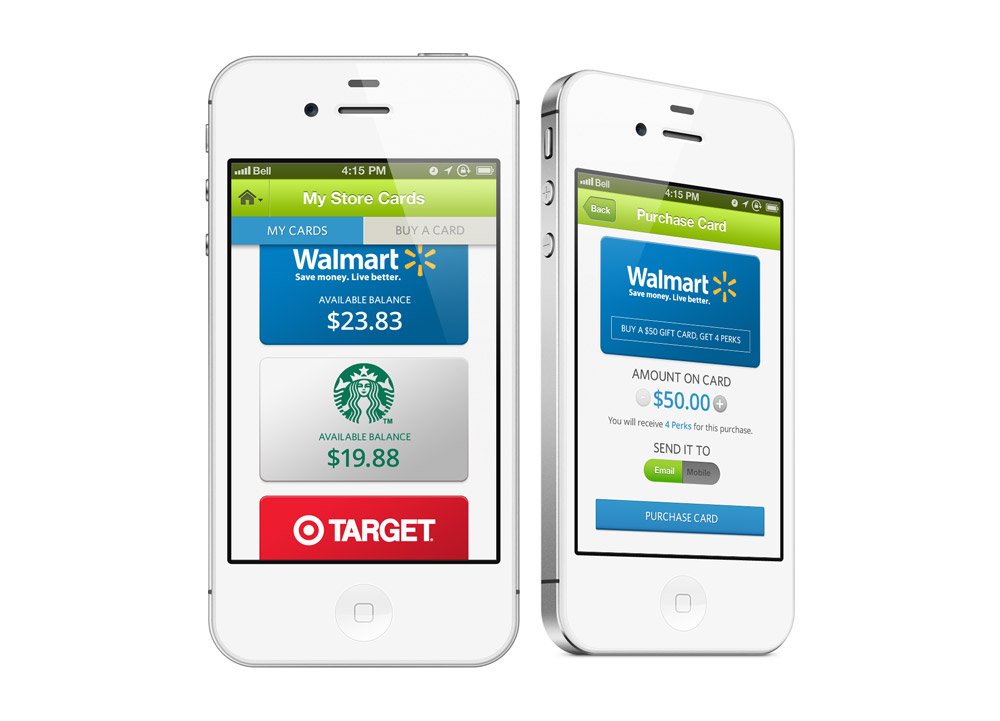 Bell 4:15 PM
My Store Cards
MY CARDS BUY A CARD
Walmart
Save money. Live better.
AVAILABLE BALANCE
$23.83
TM
AVAILABLE BALANCE
$19.88
TARGET.
Bell 4:15 PM
Back Purchase Card
Walmart
Save money. Live better.
BUY A $50 GIFT CARD, GET 4 PERKS
AMOUNT ON CARD
- $50.00 +
You will receive 4 Perks for this purchase.
SEND IT TO
Email Mobile
PURCHASE CARD